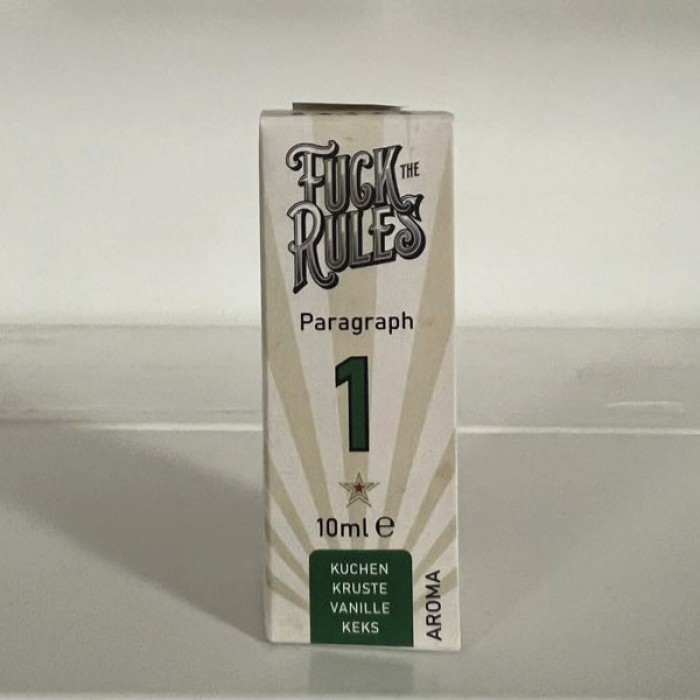 FUCK THE
RULES
Paragraph
1
10ml ℮
KUCHEN
KRUSTE
VANILLE
KEKS
AROMA